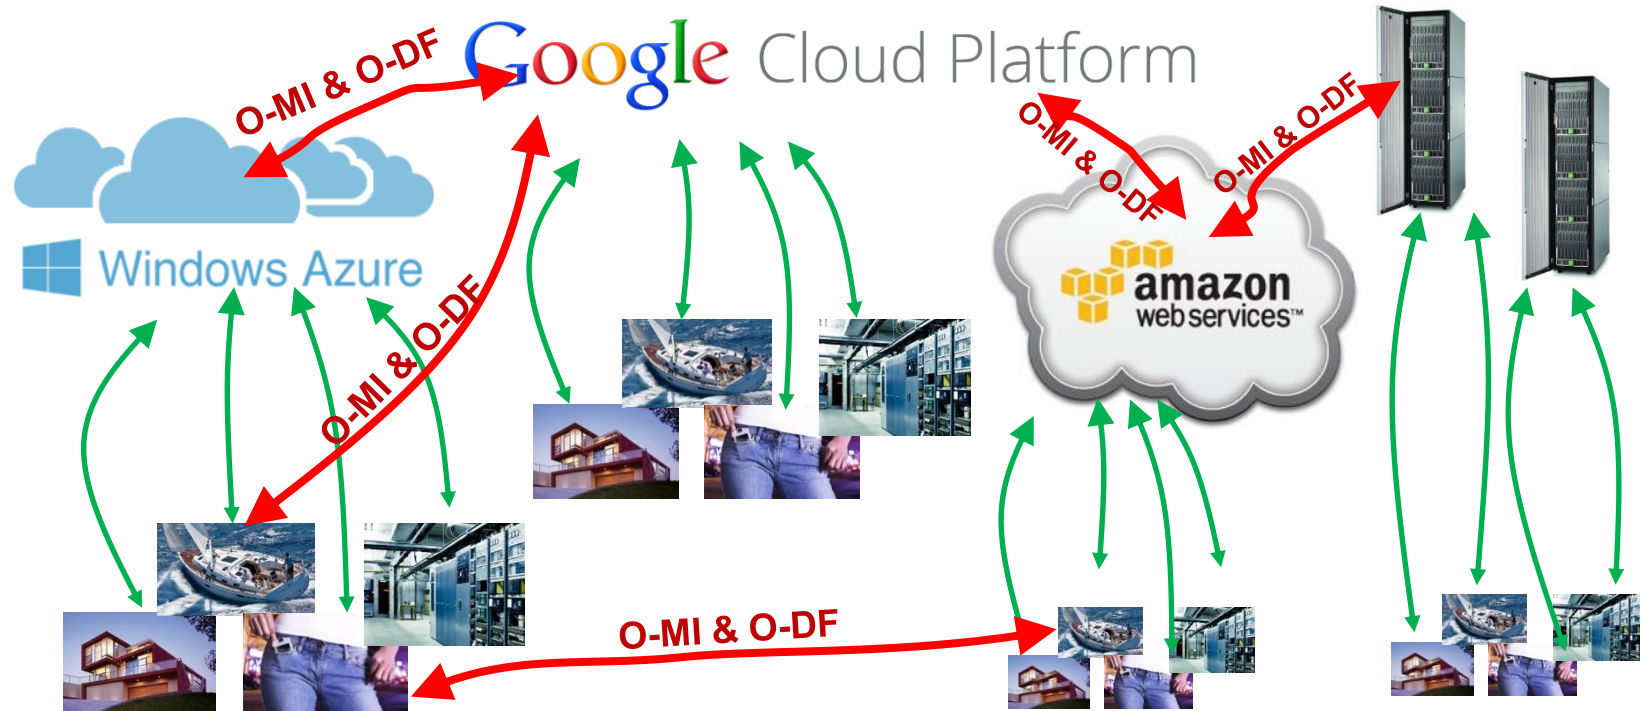 O-MI & O-DF
Google Cloud Platform
O-MI & O-DF
O-MI & O-DF
Windows Azure
O-MI & O-DF
amazon
web services™
O-MI & O-DF